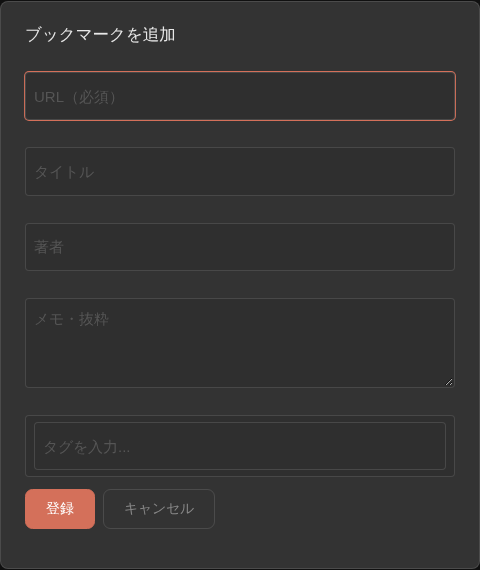 ブックマークを追加
URL（必須）
タイトル
著者
メモ・抜粋
タグを入力...
登録
キャンセル